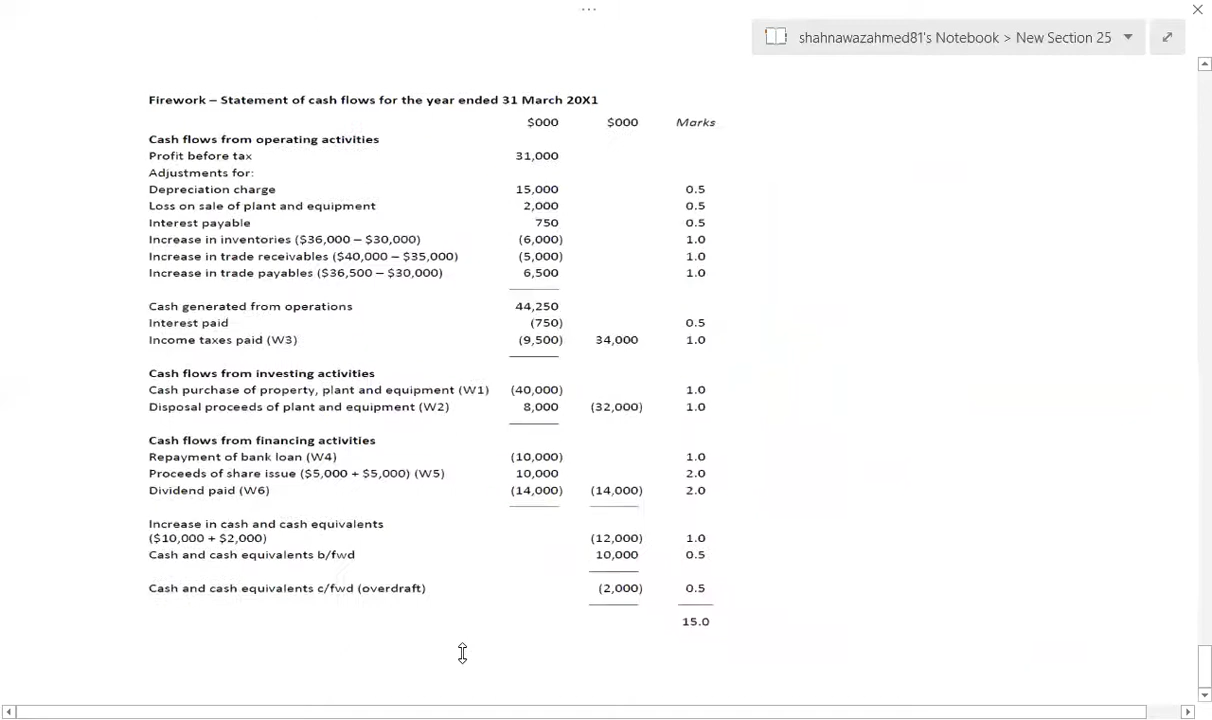 shahnawazahmed81's Notebook > New Section 25
Firework – Statement of cash flows for the year ended 31 March 20X1
$000 $000 Marks
Cash flows from operating activities
Profit before tax 31,000
Adjustments for:
Depreciation charge 15,000 0.5
Loss on sale of plant and equipment 2,000 0.5
Interest payable 750 0.5
Increase in inventories ($36,000 – $30,000) (6,000) 1.0
Increase in trade receivables ($40,000 – $35,000) (5,000) 1.0
Increase in trade payables ($36,500 – $30,000) 6,500 1.0
Cash generated from operations 44,250
Interest paid (750) 0.5
Income taxes paid (W3) (9,500) 34,000 1.0
Cash flows from investing activities
Cash purchase of property, plant and equipment (W1) (40,000) 1.0
Disposal proceeds of plant and equipment (W2) 8,000 (32,000) 1.0
Cash flows from financing activities
Repayment of bank loan (W4) (10,000) 1.0
Proceeds of share issue ($5,000 + $5,000) (W5) 10,000 2.0
Dividend paid (W6) (14,000) (14,000) 2.0
Increase in cash and cash equivalents
($10,000 + $2,000) (12,000) 1.0
Cash and cash equivalents b/fwd 10,000 0.5
Cash and cash equivalents c/fwd (overdraft) (2,000) 0.5
15.0